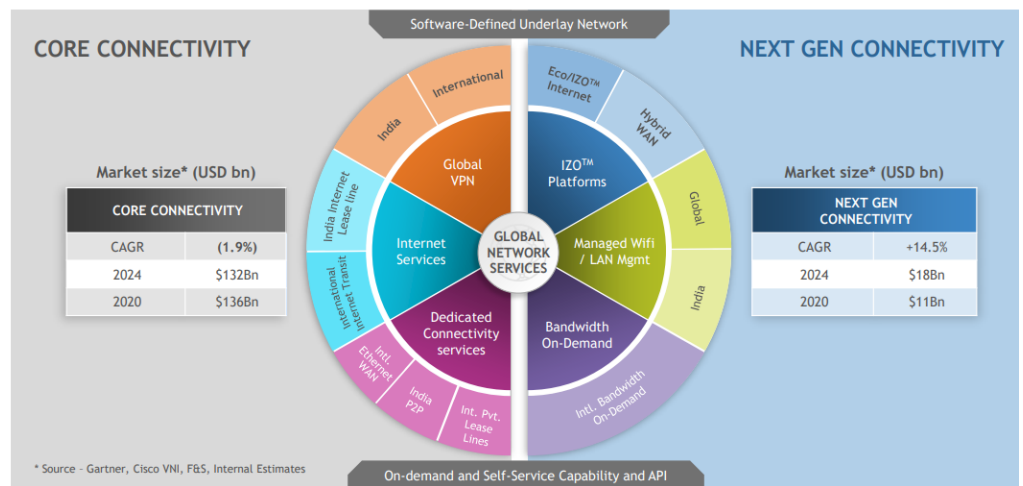 Software-Defined Underlay Network
CORE CONNECTIVITY
NEXT GEN CONNECTIVITY
Market size* (USD bn)
CORE CONNECTIVITY
CAGR (1.9%)
2024 $132Bn
2020 $136Bn
International
India
India Internet
Lease line
International
Internet Transit
Intl.
Ethernet
WAN
India
P2P
Int. Pvt.
Lease
Lines
Global
VPN
Internet
Services
Dedicated
Connectivity
services
GLOBAL
NETWORK
SERVICES
IZO™
Platforms
Managed Wifi
/ LAN Mgmt
Bandwidth
On-Demand
Eco/IZO™
Internet
Hybrid
WAN
Global
India
Intl. Bandwidth
On-Demand
Market size* (USD bn)
NEXT GEN
CONNECTIVITY
CAGR +14.5%
2024 $18Bn
2020 $11Bn
* Source – Gartner, Cisco VNI, F&S, Internal Estimates
On-demand and Self-Service Capability and API